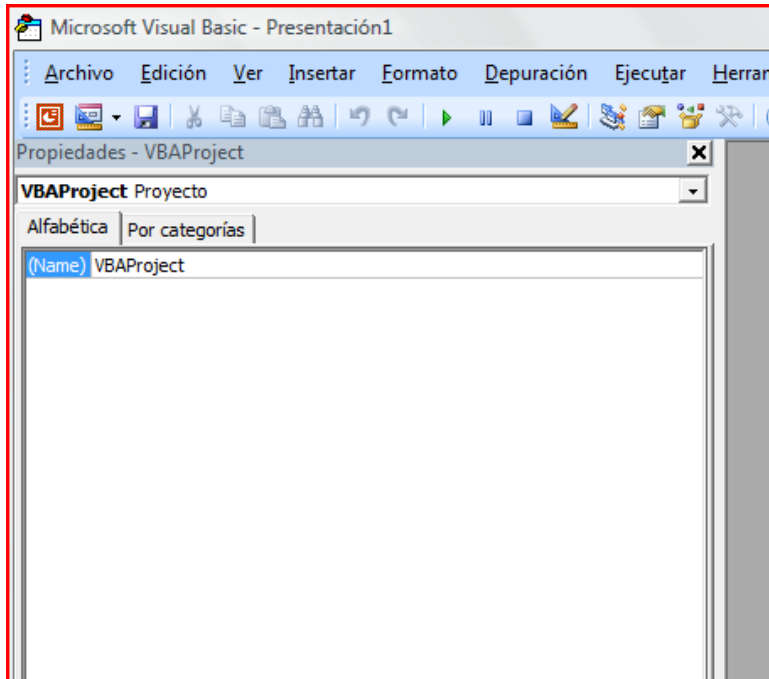 Microsoft Visual Basic - Presentación1
Archivo Edición Ver Insertar Formato Depuración Ejecutar Herrar
Propiedades - VBAProject
VBAProject Proyecto
Alfabética Por categorías
(Name) VBAProject